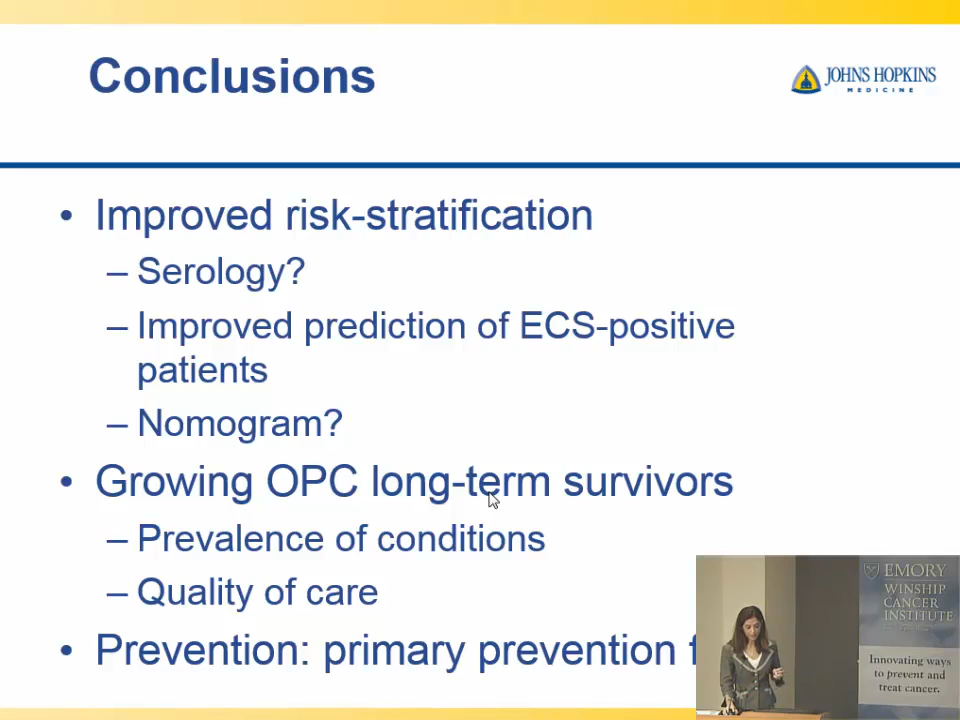 Conclusions
JOHNS HOPKINS
MEDICINE
• Improved risk-stratification
– Serology?
– Improved prediction of ECS-positive
patients
– Nomogram?
• Growing OPC long-term survivors
– Prevalence of conditions
– Quality of care
• Prevention: primary prevention
EMORY
WINSHIP
CANCER
INSTITUTE
Innovating ways
to prevent and
treat cancer.